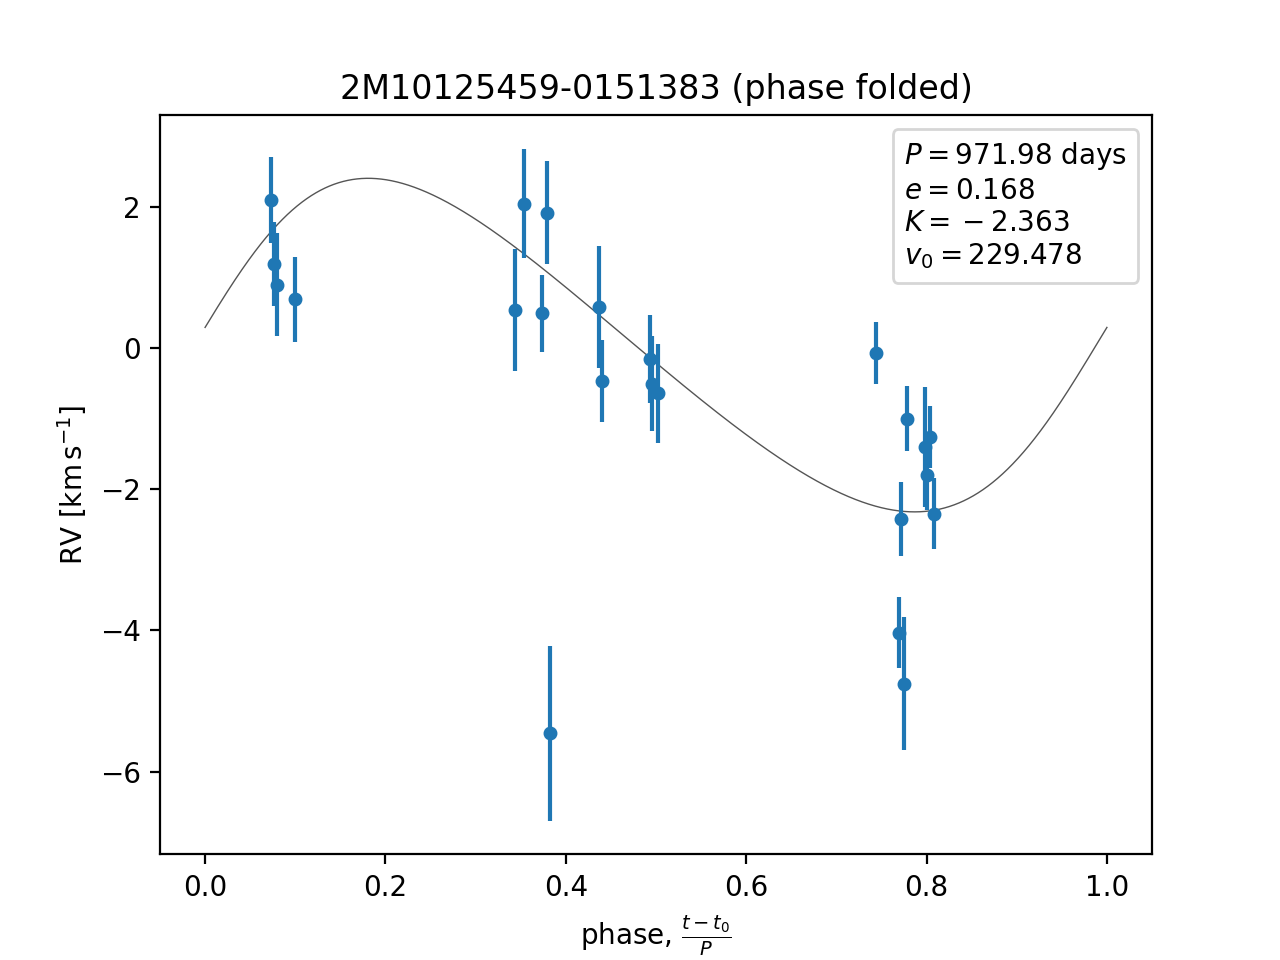 2M10125459-0151383 (phase folded)
P = 971.98 days
e = 0.168
K = −2.363
v₀ = 229.478
RV [km s⁻¹]
2
0
−2
−4
−6
0.0 0.2 0.4 0.6 0.8 1.0
phase, (t − t₀)/P